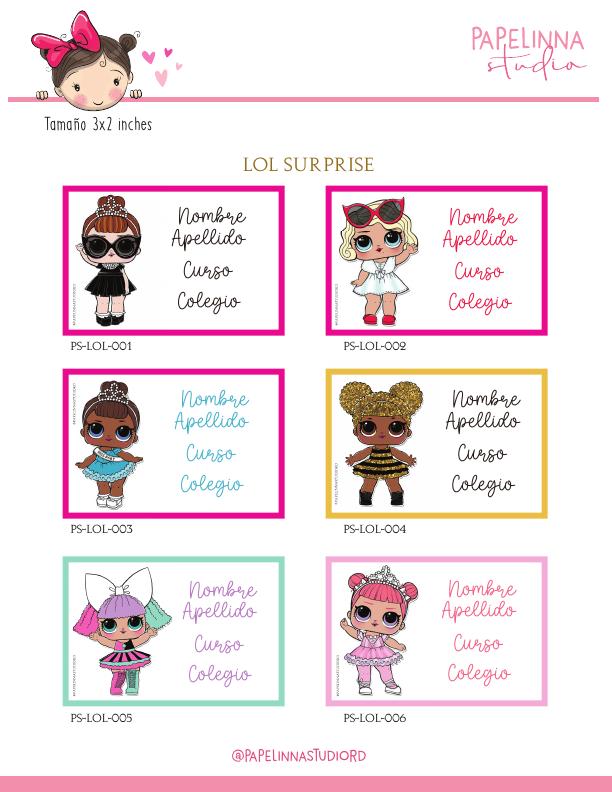 PAPELINNA
studio
Tamaño 3x2 inches
LOL SURPRISE
Nombre
Apellido
Curso
Colegio
PS-LOL-001
Nombre
Apellido
Curso
Colegio
PS-LOL-002
Nombre
Apellido
Curso
Colegio
PS-LOL-003
Nombre
Apellido
Curso
Colegio
PS-LOL-004
Nombre
Apellido
Curso
Colegio
PS-LOL-005
Nombre
Apellido
Curso
Colegio
PS-LOL-006
@PAPELINNASTUDIORD